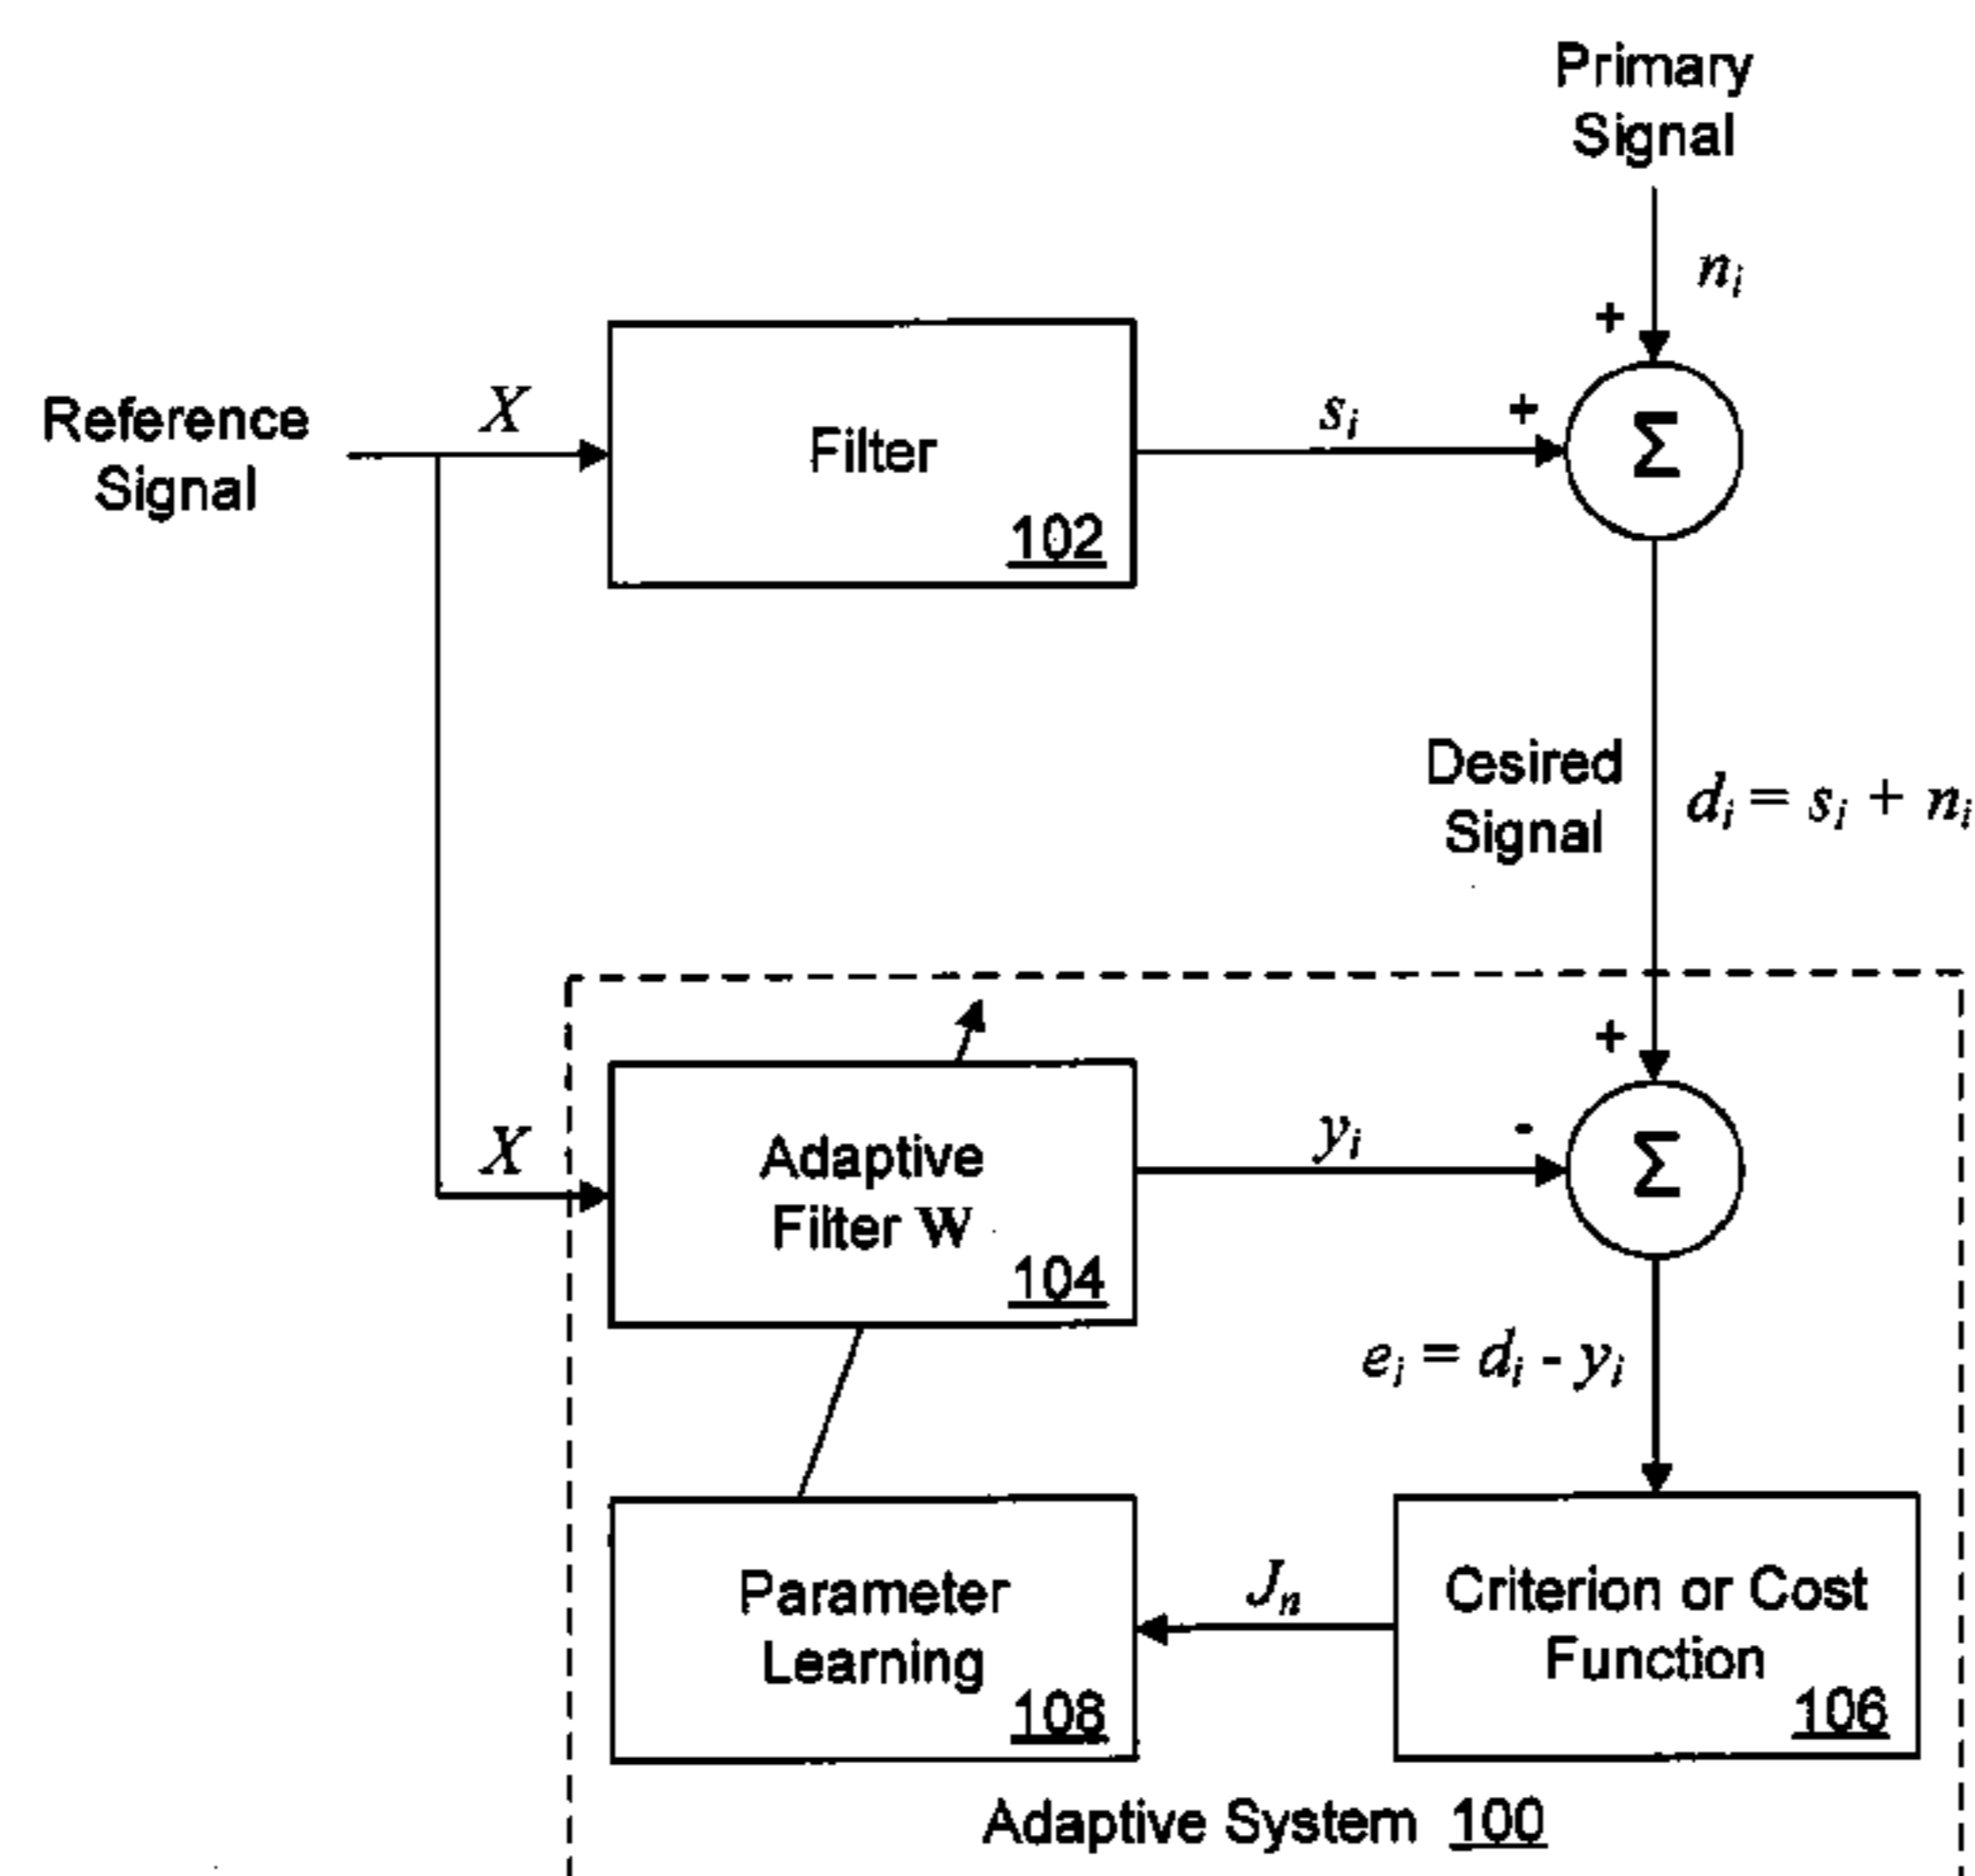 Primary
Signal
n_i
+
Reference
Signal
X
Filter
102
s_i
+
Σ
Desired
Signal
d_i = s_i + n_i
+
X
Adaptive
Filter W
104
y_i
-
Σ
e_i = d_i - y_i
Parameter
Learning
108
J_n
Criterion or Cost
Function
106
Adaptive System 100